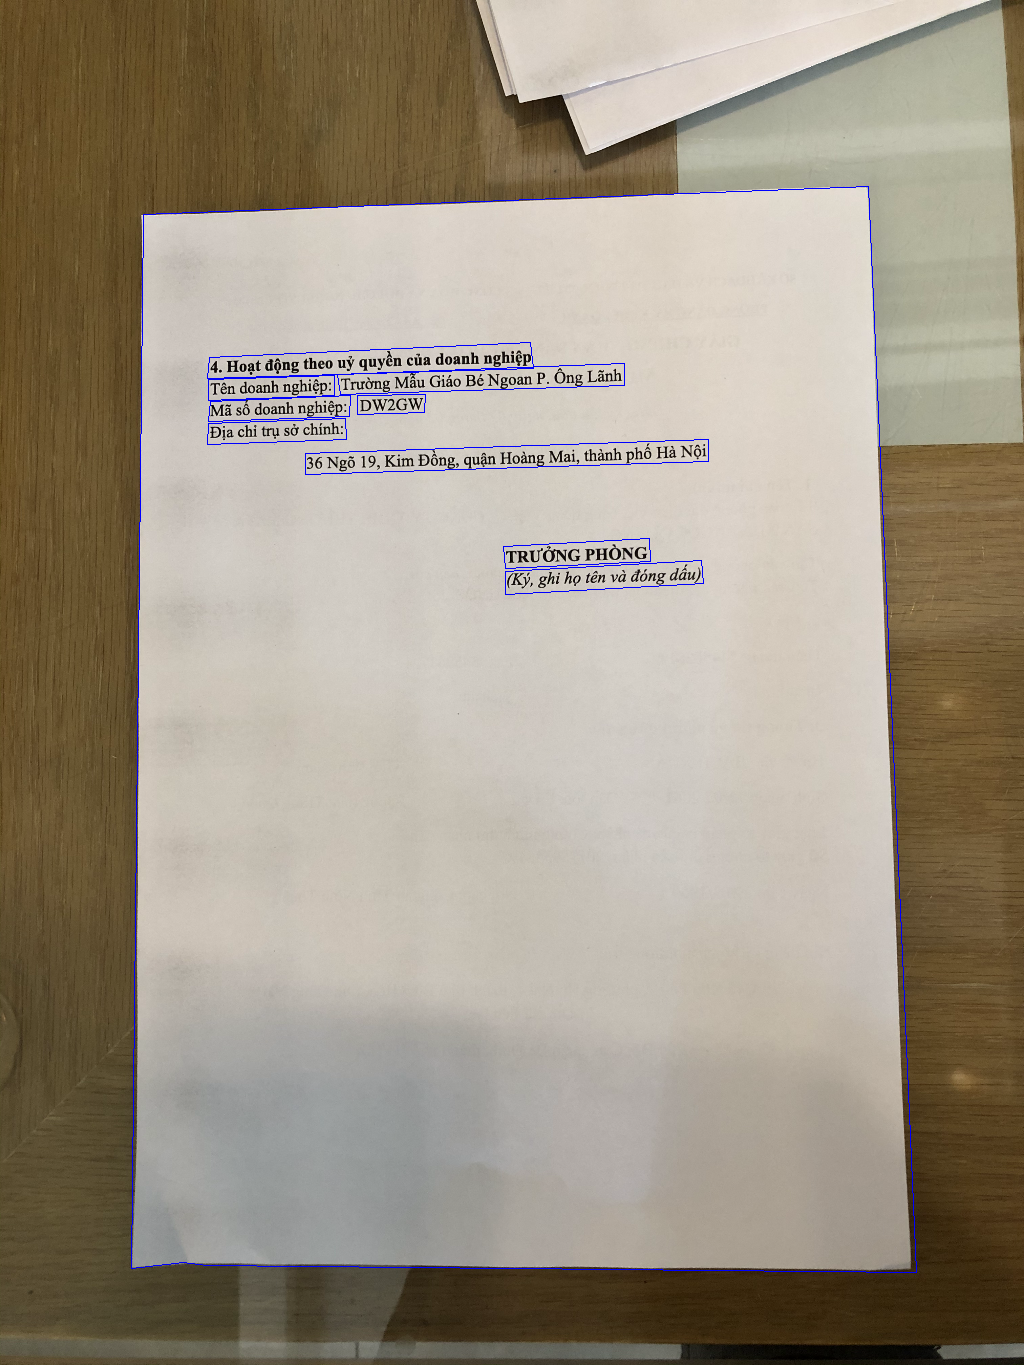 4. Hoạt động theo uỷ quyền của doanh nghiệp
Tên doanh nghiệp: Trường Mẫu Giáo Bé Ngoan P. Ông Lãnh
Mã số doanh nghiệp: DW2GW
Địa chỉ trụ sở chính:
36 Ngõ 19, Kim Đồng, quận Hoàng Mai, thành phố Hà Nội
TRƯỞNG PHÒNG
(Ký, ghi họ tên và đóng dấu)